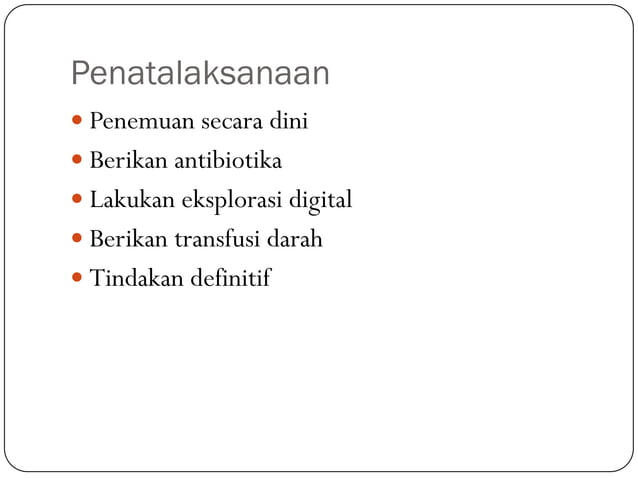 Penatalaksanaan
• Penemuan secara dini
• Berikan antibiotika
• Lakukan eksplorasi digital
• Berikan transfusi darah
• Tindakan definitif